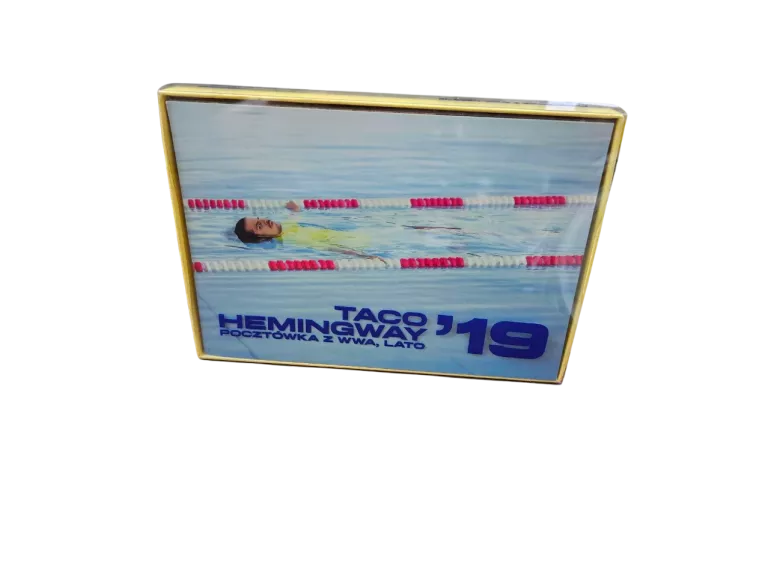 TACO
HEMINGWAY '19
POCZTÓWKA Z WWA, LATO